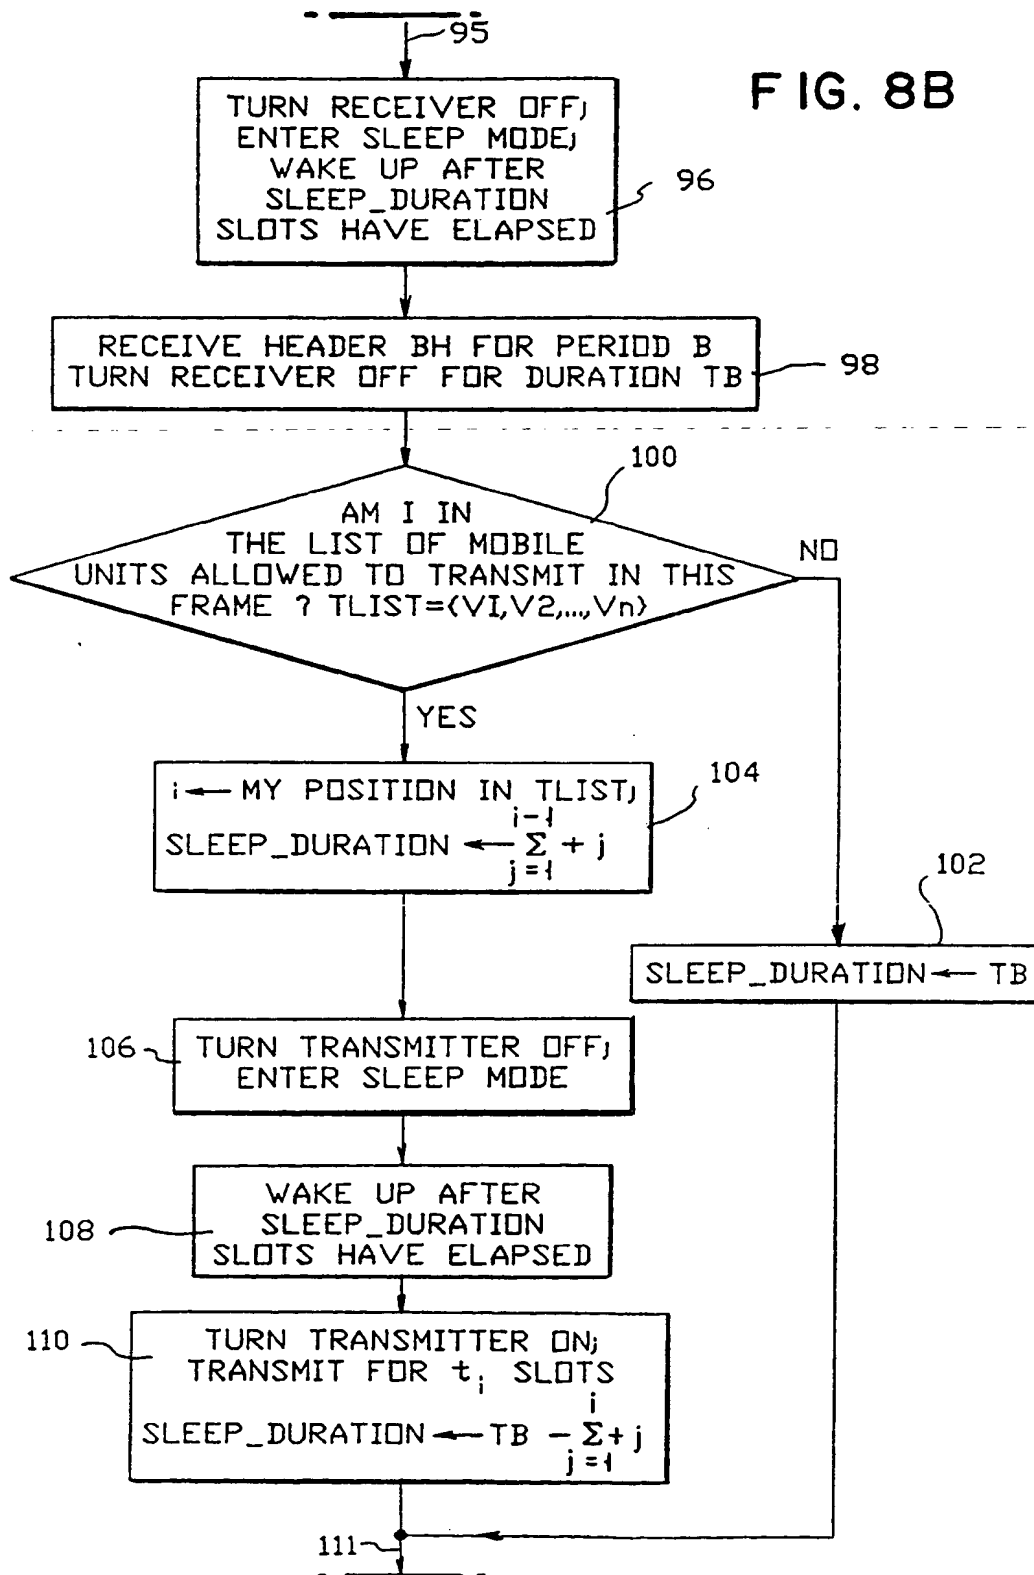 95
FIG. 8B
TURN RECEIVER OFF;
ENTER SLEEP MODE;
WAKE UP AFTER
SLEEP_DURATION
SLOTS HAVE ELAPSED
96
RECEIVE HEADER BH FOR PERIOD B
TURN RECEIVER OFF FOR DURATION TB
98
100
AM I IN
THE LIST OF MOBILE
UNITS ALLOWED TO TRANSMIT IN THIS
FRAME ? TLIST=(V1,V2,...,Vn)
NO
YES
104
i ← MY POSITION IN TLIST;
i-1
SLEEP_DURATION ← Σ + j
j=1
102
SLEEP_DURATION ← TB
106
TURN TRANSMITTER OFF;
ENTER SLEEP MODE
108
WAKE UP AFTER
SLEEP_DURATION
SLOTS HAVE ELAPSED
110
TURN TRANSMITTER ON;
TRANSMIT FOR t_i SLOTS
i
SLEEP_DURATION ← TB - Σ + j
j=1
111